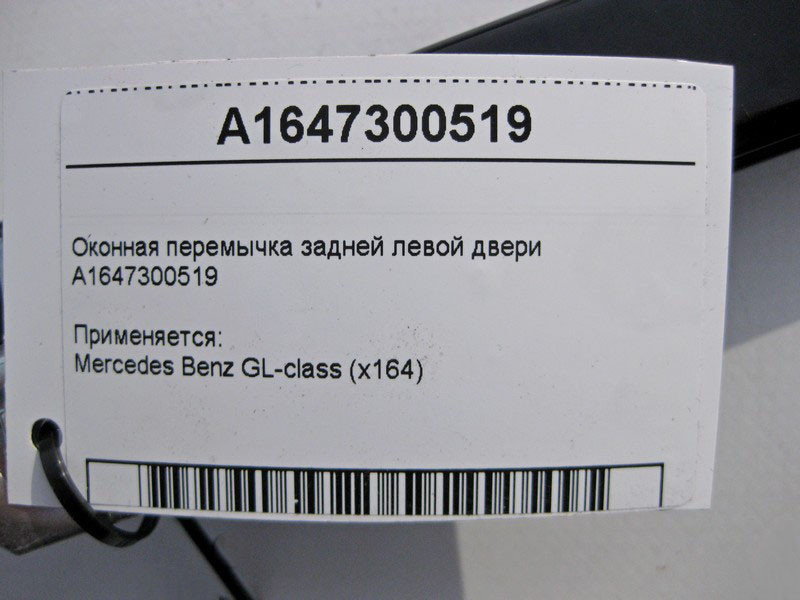 A1647300519
Оконная перемычка задней левой двери
A1647300519
Применяется:
Mercedes Benz GL-class (x164)